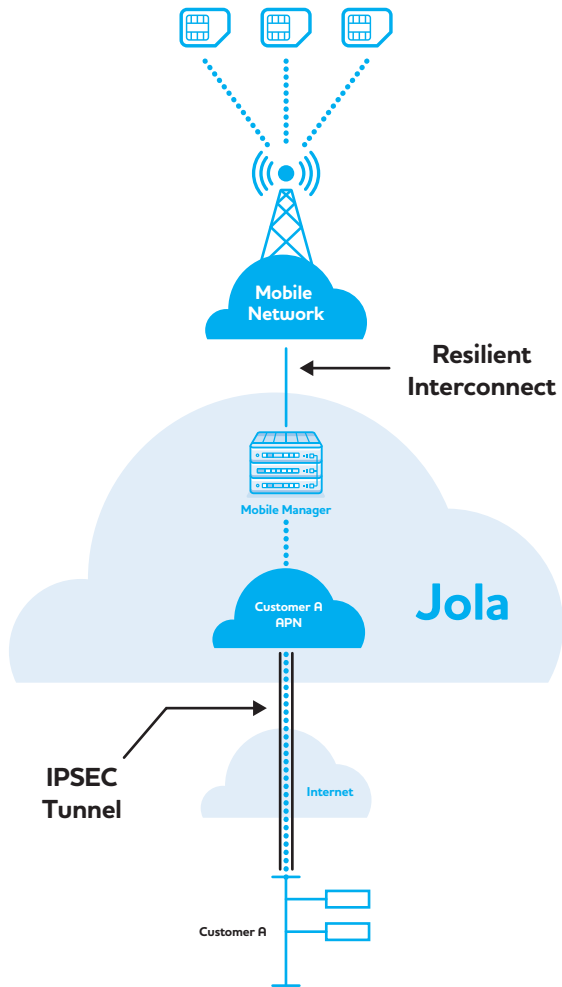 Mobile
Network
Resilient
Interconnect
Mobile Manager
Customer A
APN
Jola
IPSEC
Tunnel
Internet
Customer A